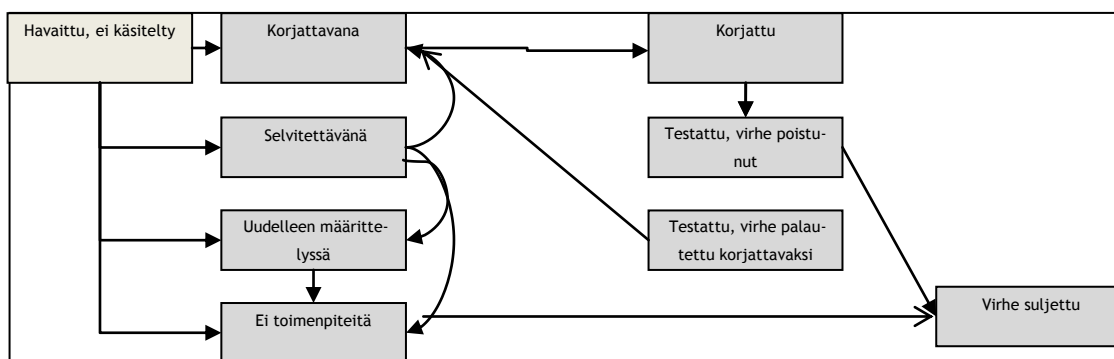 Havaittu, ei käsitelty
Korjattavana
Korjattu
Selvitettävänä
Testattu, virhe poistu-
nut
Uudelleen määritte-
lyssä
Testattu, virhe palau-
tettu korjattavaksi
Ei toimenpiteitä
Virhe suljettu